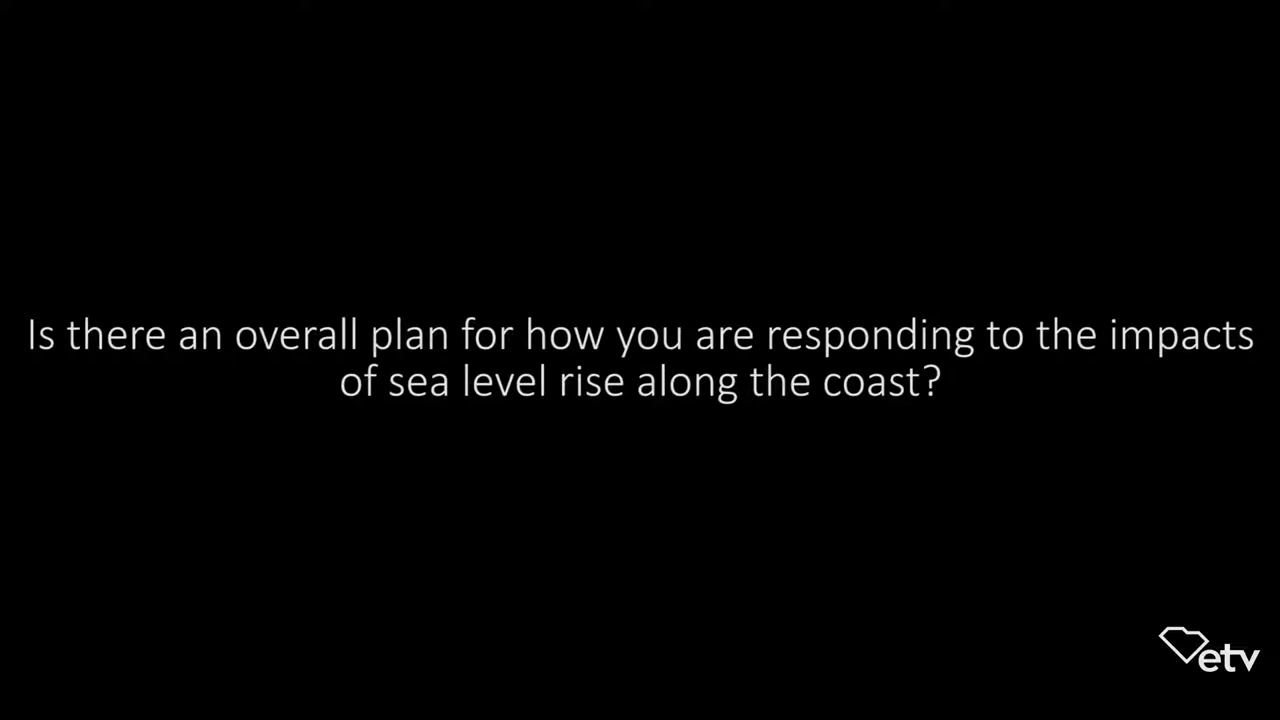 Is there an overall plan for how you are responding to the impacts
of sea level rise along the coast?
etv